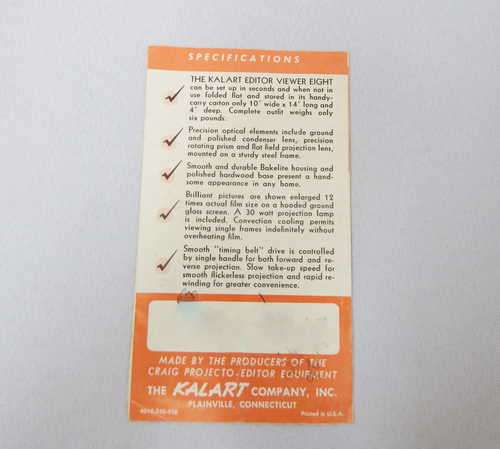 SPECIFICATIONS
THE KALART EDITOR VIEWER EIGHT
can be set up in seconds and when not in
use folded flat and stored in its handy-
carry carton only 10" wide x 14" long and
4" deep. Complete outfit weighs only
six pounds.
Precision optical elements include ground
and polished condenser lens, precision
rotating prism and flat field projection lens,
mounted on a sturdy steel frame.
Smooth and durable Bakelite housing and
polished hardwood base present a hand-
some appearance in any home.
Brilliant pictures are shown enlarged 12
times actual film size on a hooded ground
glass screen. A 30 watt projection lamp
is included. Convection cooling permits
viewing single frames indefinitely without
overheating film.
Smooth "timing belt" drive is controlled
by single handle for both forward and re-
verse projection. Slow take-up speed for
smooth flickerless projection and rapid re-
winding for greater convenience.
MADE BY THE PRODUCERS OF THE
CRAIG PROJECTO-EDITOR EQUIPMENT
THE KALART COMPANY, INC.
PLAINVILLE, CONNECTICUT
Printed in U.S.A.